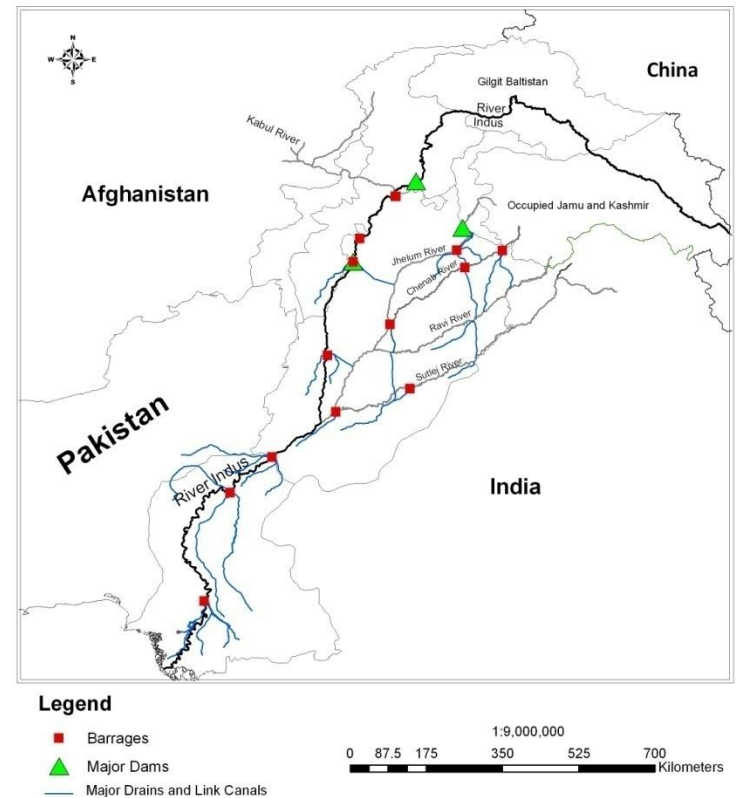 N
W E
S
China
Gilgit Baltistan
River
Indus
Kabul River
Afghanistan
Occupied Jamu and Kashmir
Jhelum River
Chenab River
Ravi River
Sutlej River
Pakistan
River Indus
India
Legend
Barrages
Major Dams
Major Drains and Link Canals
1:9,000,000
0 87.5 175 350 525 700
Kilometers